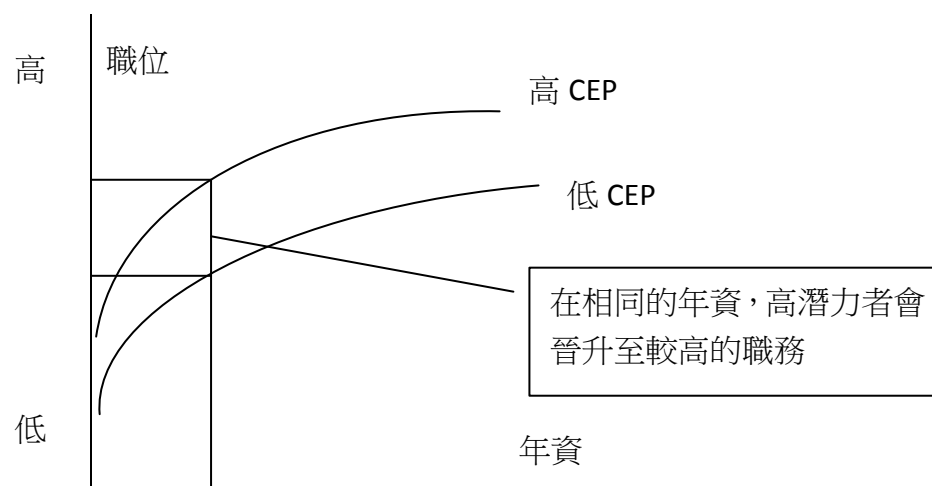 高
職位
高 CEP
低 CEP
在相同的年資，高潛力者會
晉升至較高的職務
低
年資